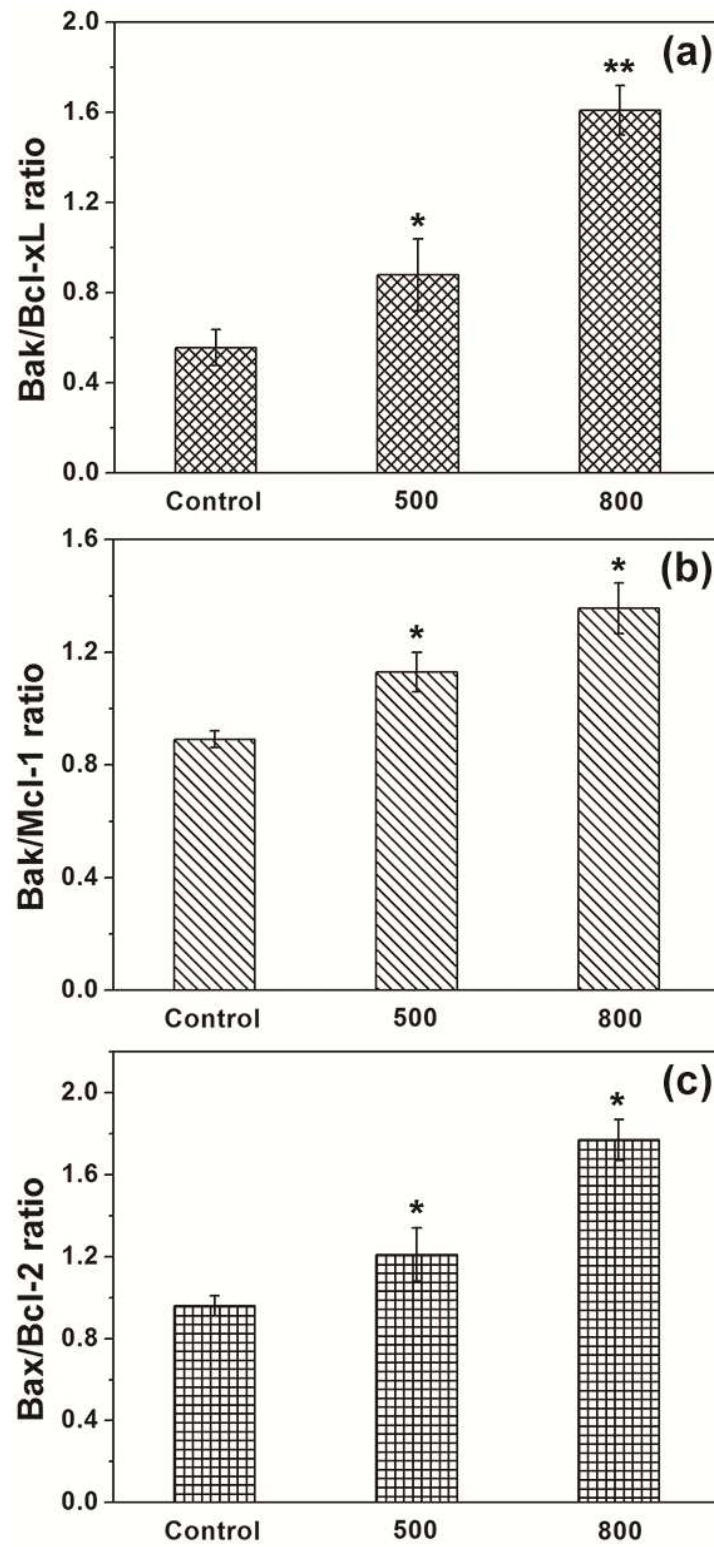 (a)
Bak/Bcl-xL ratio
2.0
1.6
1.2
0.8
0.4
0.0
*
**
Control 500 800
(b)
Bak/Mcl-1 ratio
1.6
1.2
0.8
0.4
0.0
*
*
Control 500 800
(c)
Bax/Bcl-2 ratio
2.0
1.6
1.2
0.8
0.4
0.0
*
*
Control 500 800